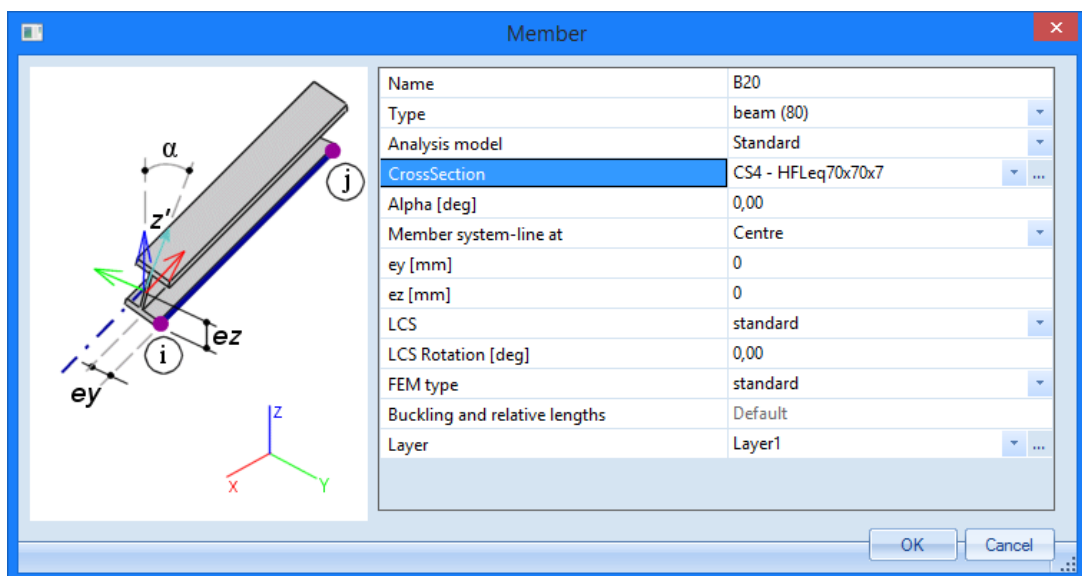 Member
Name B20
Type beam (80)
Analysis model Standard
CrossSection CS4 - HFLeq70x70x7 ...
Alpha [deg] 0,00
Member system-line at Centre
ey [mm] 0
ez [mm] 0
LCS standard
LCS Rotation [deg] 0,00
FEM type standard
Buckling and relative lengths Default
Layer Layer1 ...
α
j
z'
ez
i
ey
Z
X Y
OK Cancel